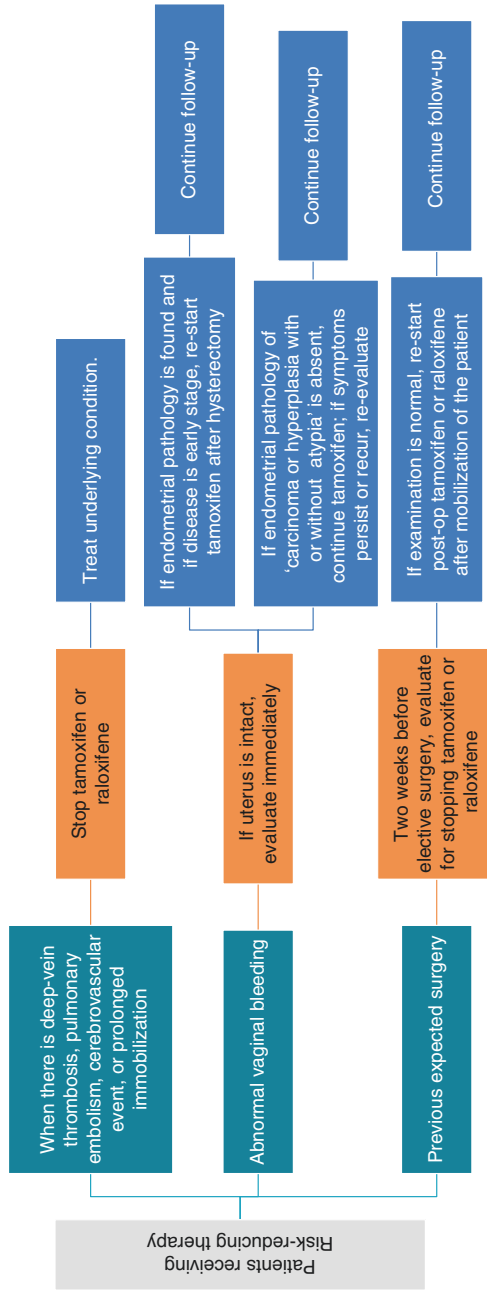 Patients receiving
Risk-reducing therapy
When there is deep-vein
thrombosis, pulmonary
embolism, cerebrovascular
event, or prolonged
immobilization
Stop tamoxifen or
raloxifene
Treat underlying condition.
Abnormal vaginal bleeding
If uterus is intact,
evaluate immediately
If endometrial pathology is found and
if disease is early stage, re-start
tamoxifen after hysterectomy
Continue follow-up
If endometrial pathology of
‘carcinoma or hyperplasia with
or without atypia’ is absent,
continue tamoxifen; if symptoms
persist or recur, re-evaluate
Continue follow-up
Previous expected surgery
Two weeks before
elective surgery, evaluate
for stopping tamoxifen or
raloxifene
If examination is normal, re-start
post-op tamoxifen or raloxifene
after mobilization of the patient
Continue follow-up